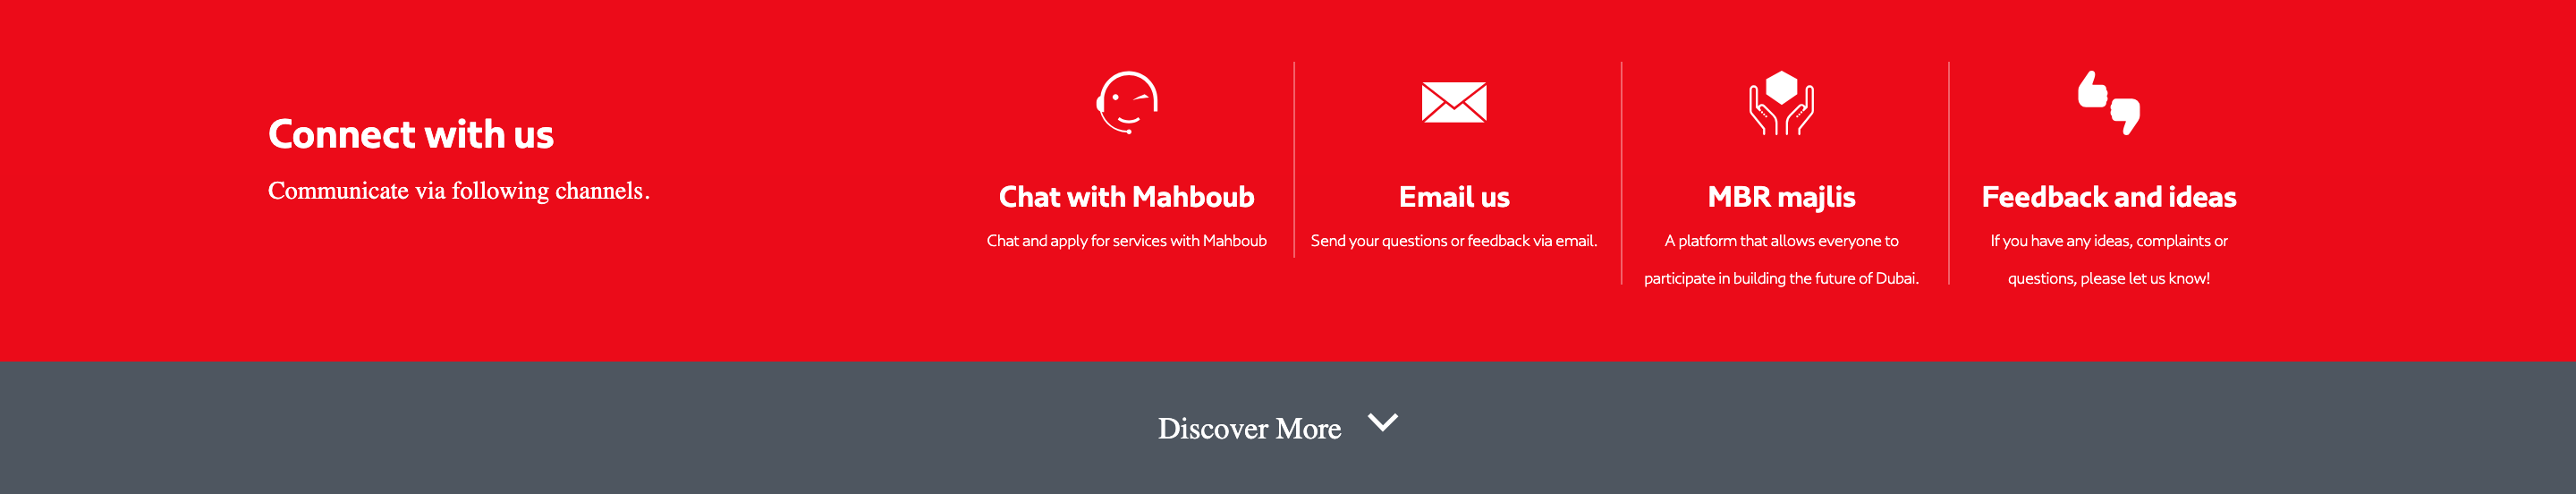 Connect with us
Communicate via following channels.
Chat with Mahboub
Chat and apply for services with Mahboub
Email us
Send your questions or feedback via email.
MBR majlis
A platform that allows everyone to
participate in building the future of Dubai.
Feedback and ideas
If you have any ideas, complaints or
questions, please let us know!
Discover More